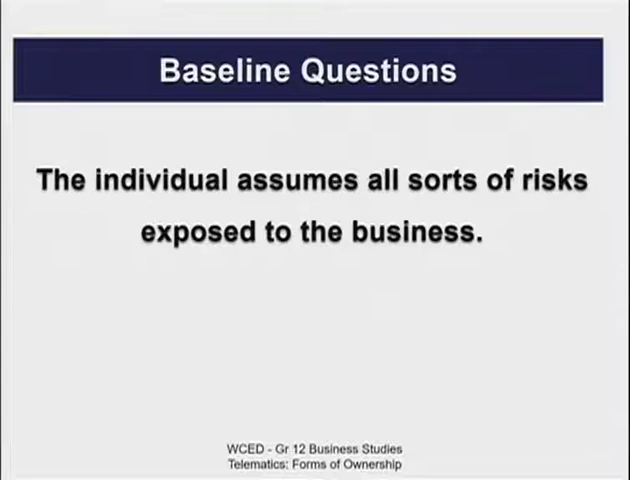 Baseline Questions
The individual assumes all sorts of risks
exposed to the business.
WCED - Gr 12 Business Studies
Telematics: Forms of Ownership